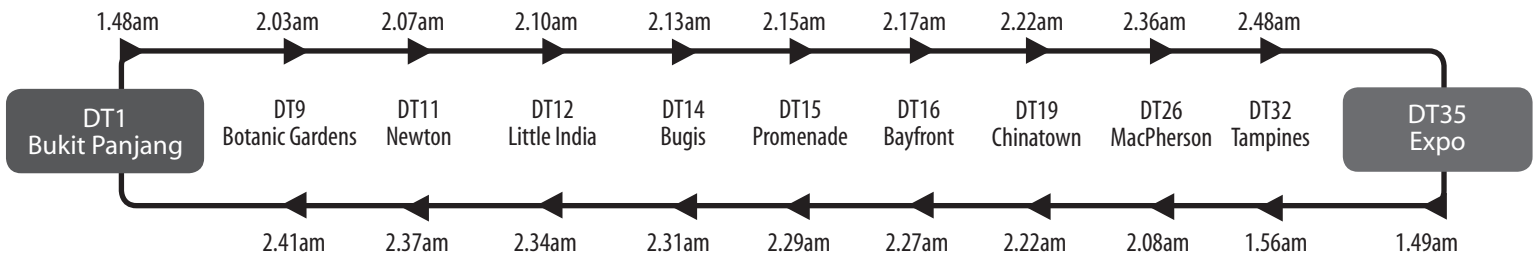 1.48am 2.03am 2.07am 2.10am 2.13am 2.15am 2.17am 2.22am 2.36am 2.48am
DT1
Bukit Panjang
DT9
Botanic Gardens
DT11
Newton
DT12
Little India
DT14
Bugis
DT15
Promenade
DT16
Bayfront
DT19
Chinatown
DT26
MacPherson
DT32
Tampines
DT35
Expo
2.41am 2.37am 2.34am 2.31am 2.29am 2.27am 2.22am 2.08am 1.56am 1.49am